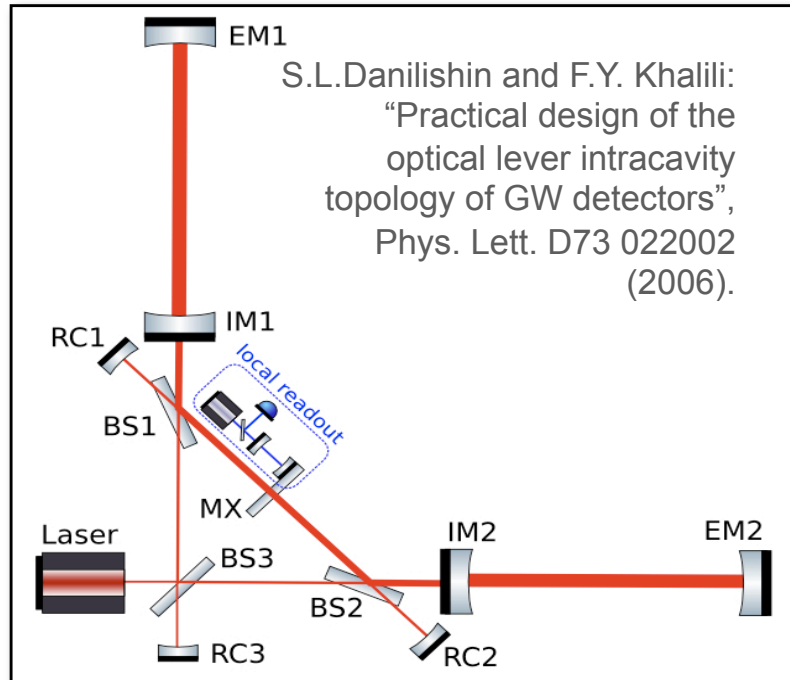 EM1
S.L.Danilishin and F.Y. Khalili:
“Practical design of the
optical lever intracavity
topology of GW detectors”,
Phys. Lett. D73 022002
(2006).
IM1
RC1
local readout
BS1
MX
Laser
IM2
EM2
BS3
BS2
RC3
RC2